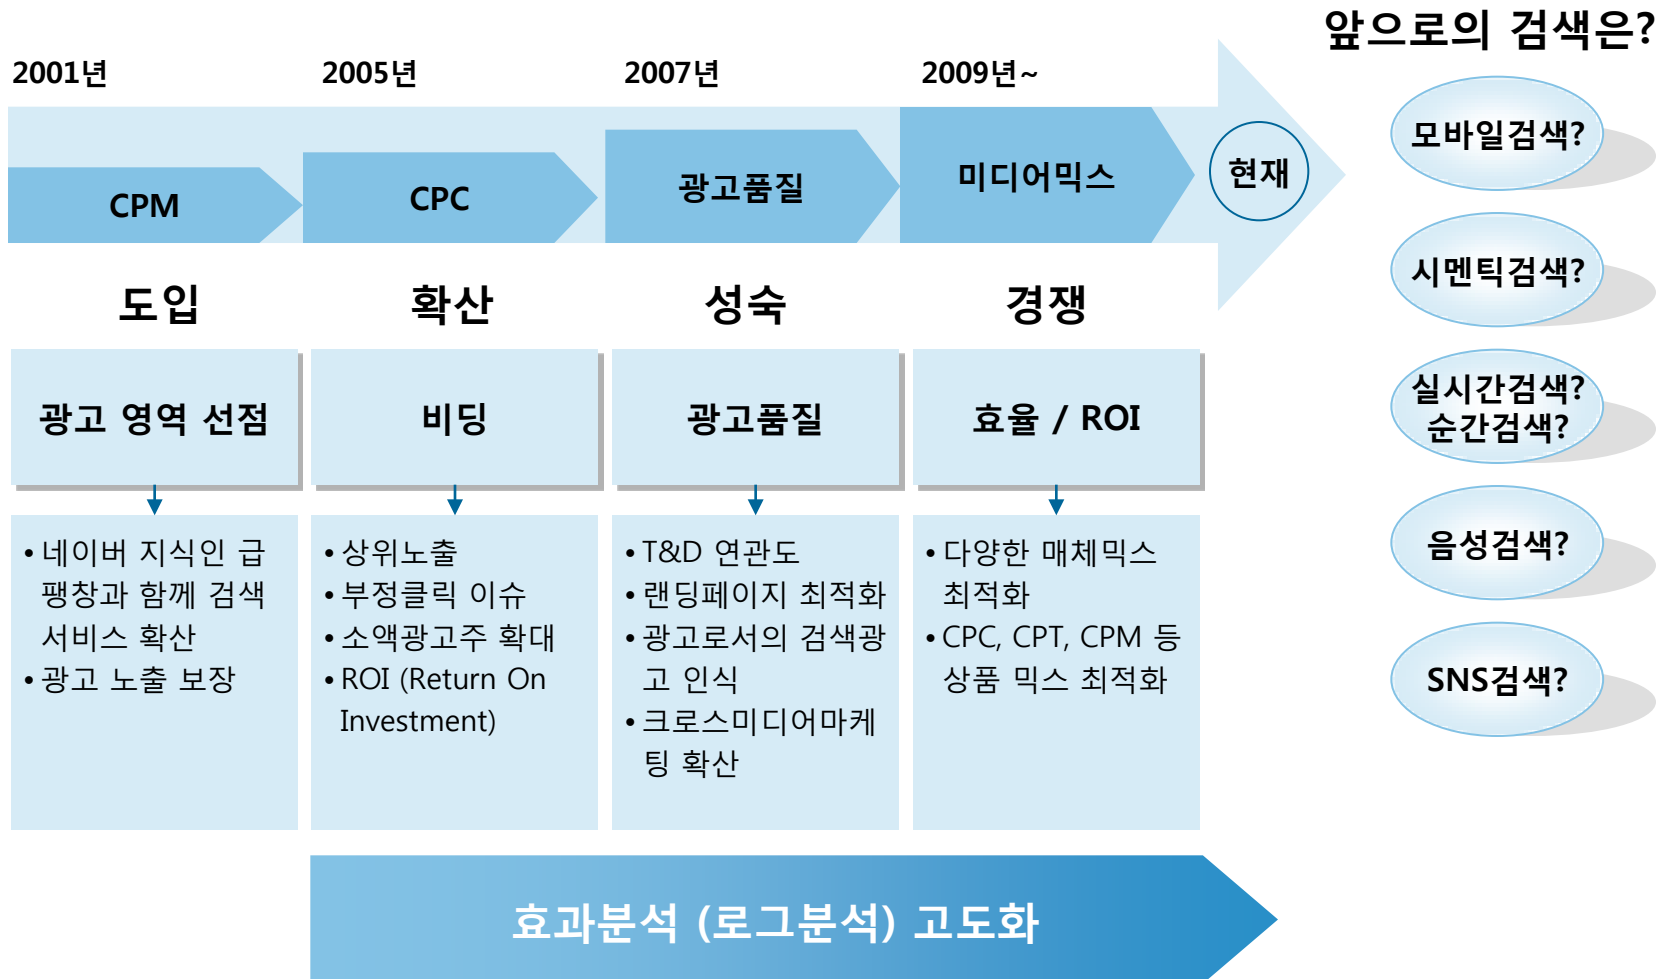 앞으로의 검색은?
2001년
2005년
2007년
2009년~
CPM
CPC
광고품질
미디어믹스
현재
도입
확산
성숙
경쟁
광고 영역 선점
비딩
광고품질
효율 / ROI
• 네이버 지식인 급
팽창과 함께 검색
서비스 확산
• 광고 노출 보장
• 상위노출
• 부정클릭 이슈
• 소액광고주 확대
• ROI (Return On
Investment)
• T&D 연관도
• 랜딩페이지 최적화
• 광고로서의 검색광
고 인식
• 크로스미디어마케
팅 확산
• 다양한 매체믹스
최적화
• CPC, CPT, CPM 등
상품 믹스 최적화
모바일검색?
시멘틱검색?
실시간검색?
순간검색?
음성검색?
SNS검색?
효과분석 (로그분석) 고도화